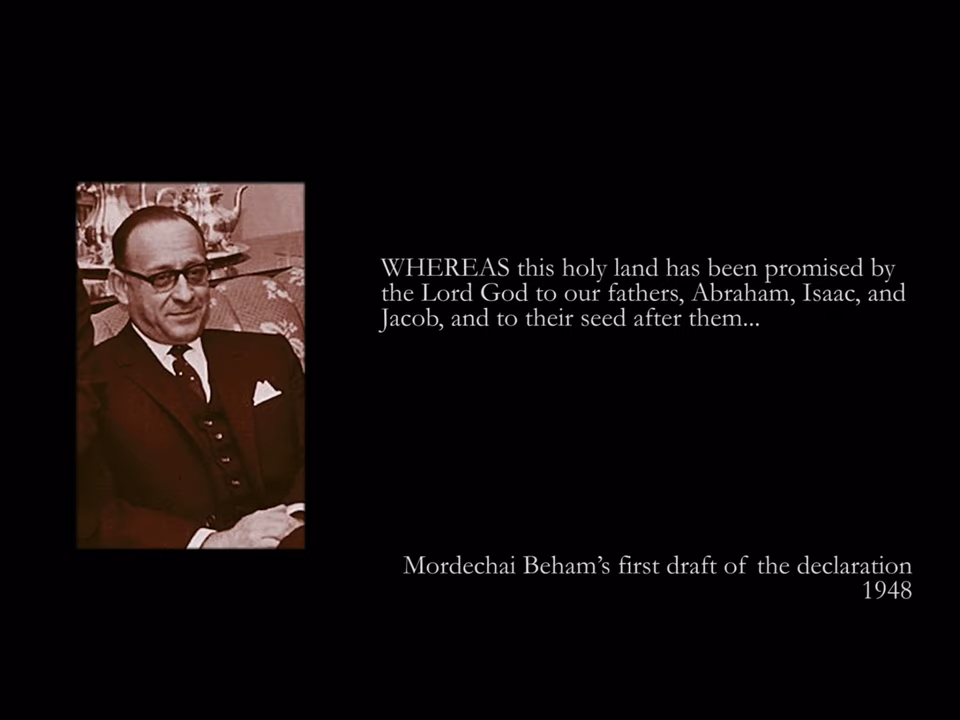 WHEREAS this holy land has been promised by
the Lord God to our fathers, Abraham, Isaac, and
Jacob, and to their seed after them...
Mordechai Beham’s first draft of the declaration
1948